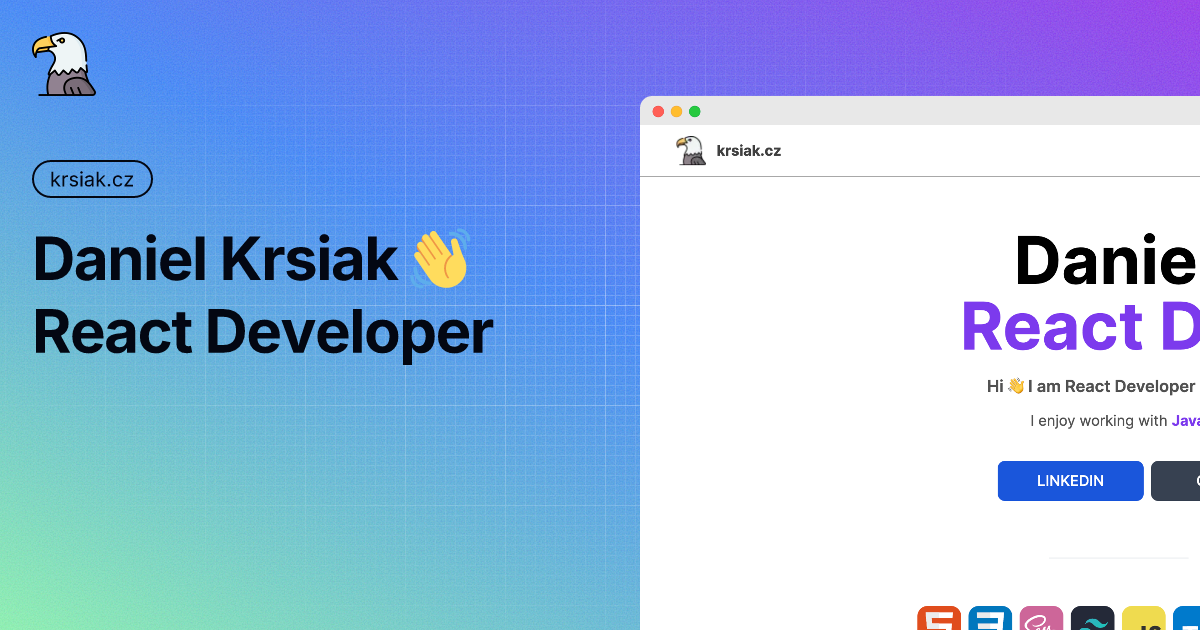 krsiak.cz
Daniel Krsiak 👋
React Developer
krsiak.cz
Danie
React D
Hi 👋 I am React Developer
I enjoy working with Java
LINKEDIN
JS